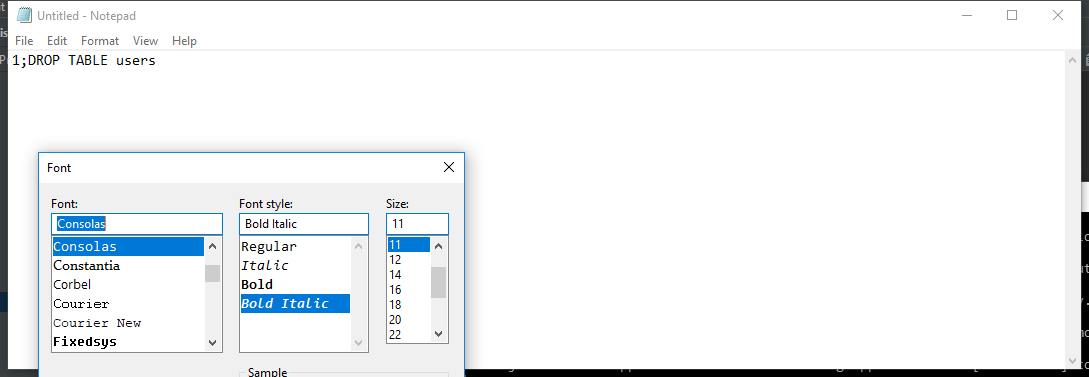 Untitled - Notepad
File Edit Format View Help
1;DROP TABLE users
Font
Font: Font style: Size:
Consolas Bold Italic 11
Consolas Regular 11
Constantia Italic 12
Corbel Bold 14
Courier Bold Italic 16
Courier New 18
Fixedsys 20
22
Sample